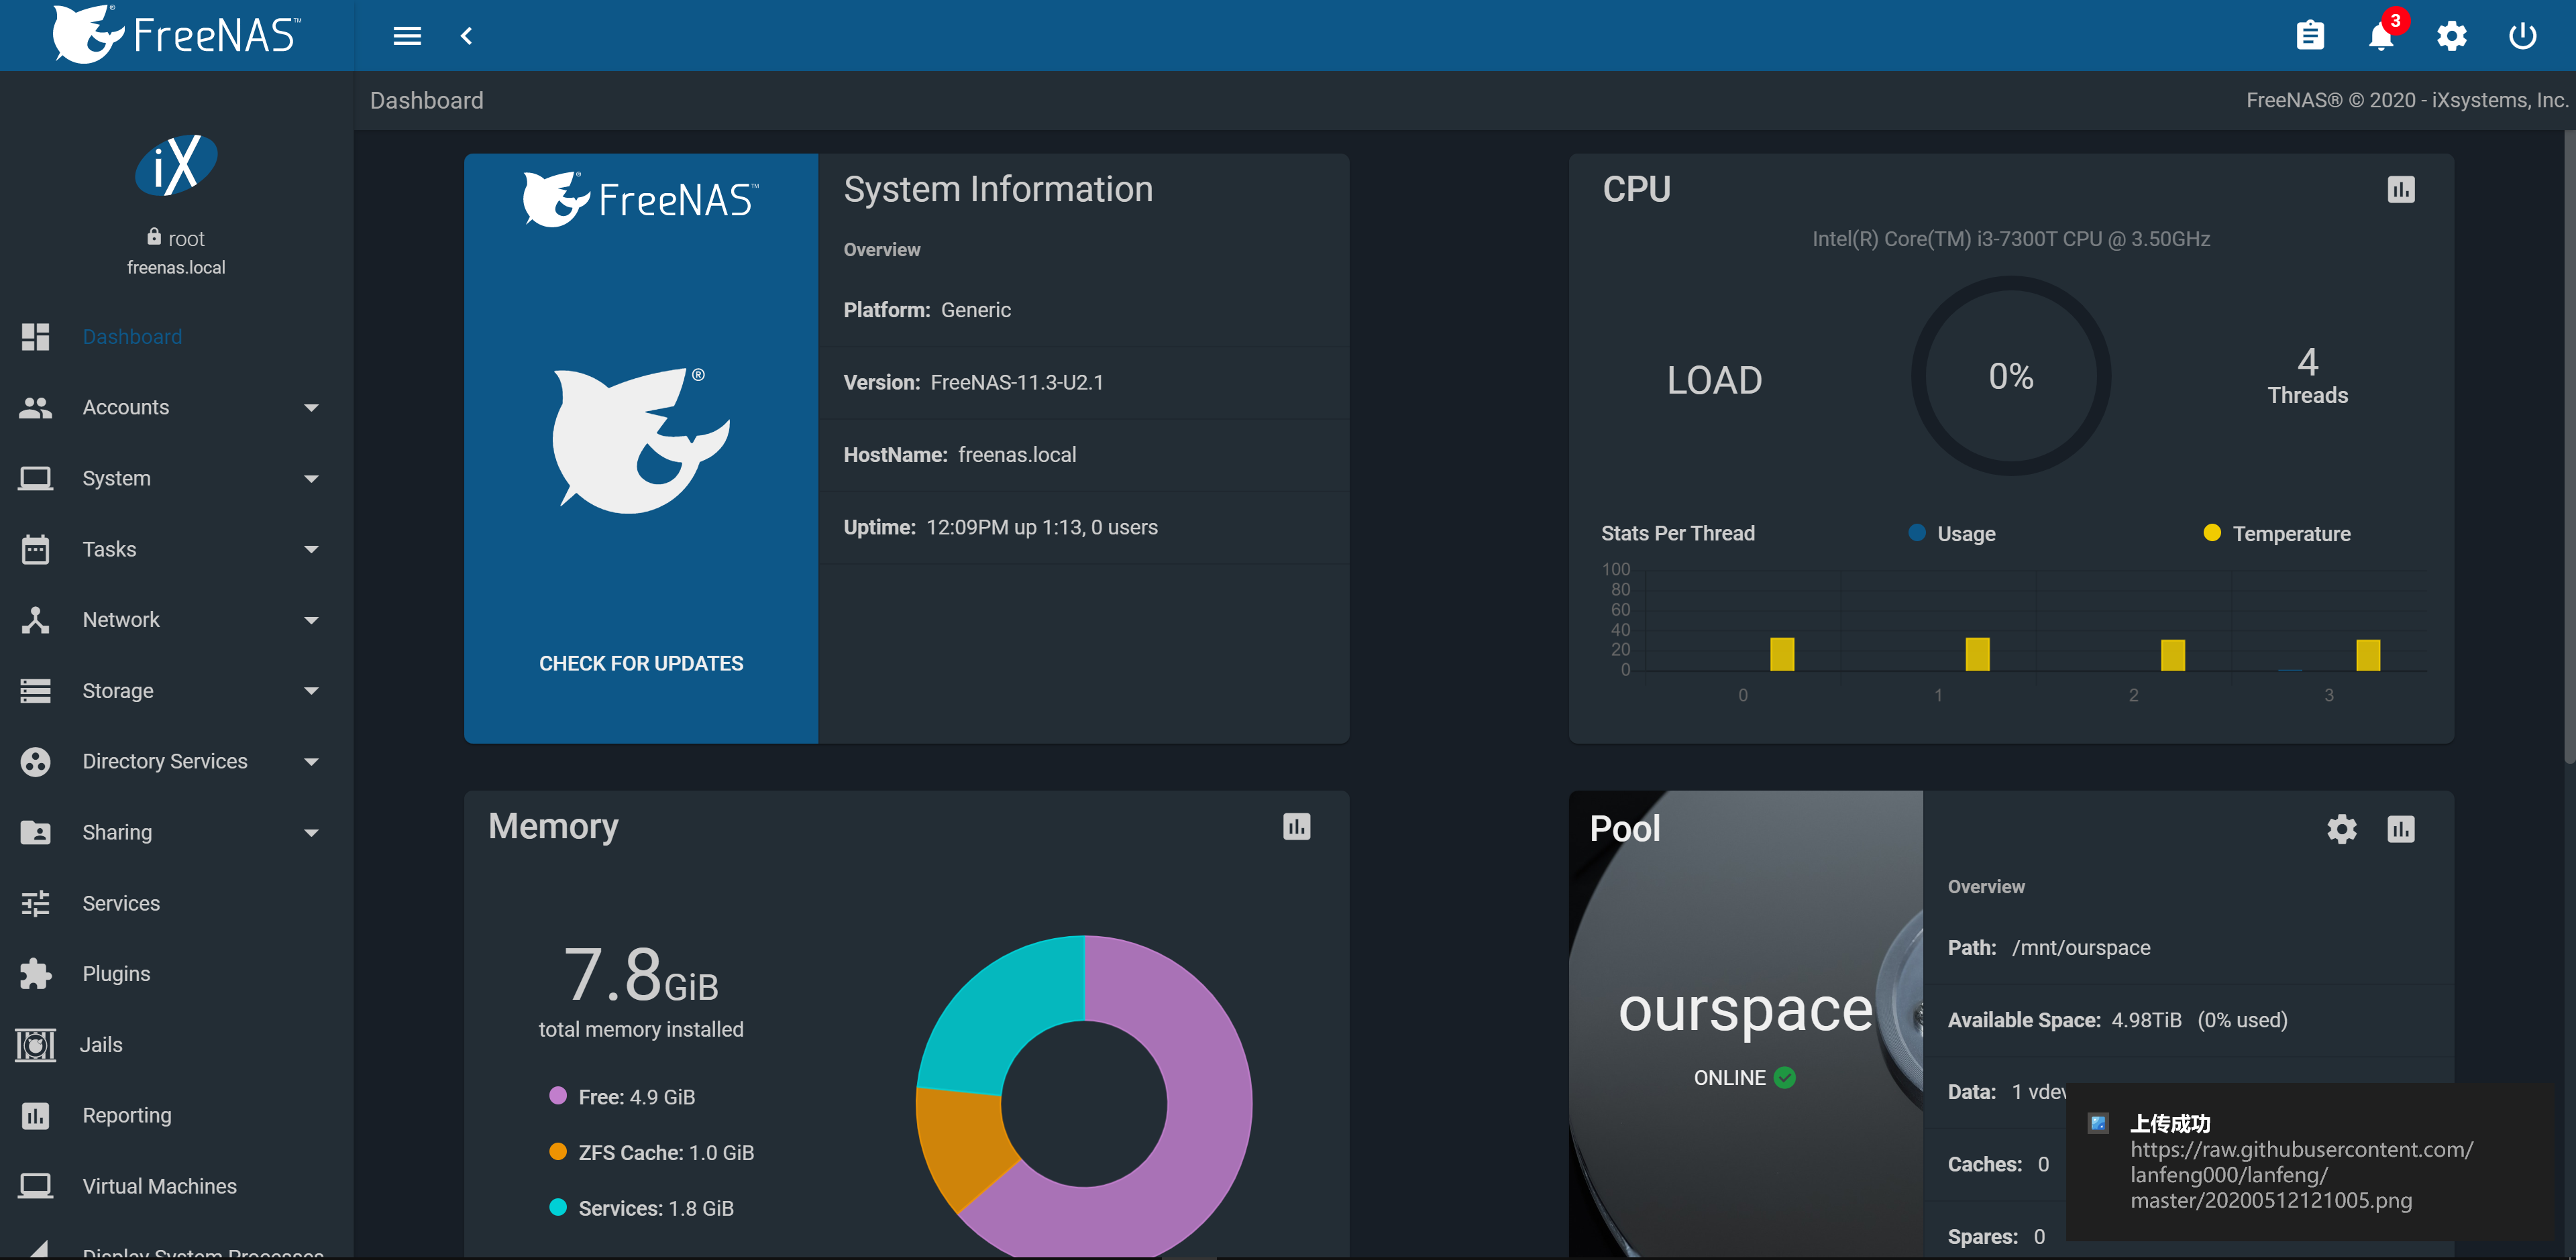 FreeNAS™
3
Dashboard
FreeNAS® © 2020 - iXsystems, Inc.
iX
root
freenas.local
Dashboard
Accounts
System
Tasks
Network
Storage
Directory Services
Sharing
Services
Plugins
Jails
Reporting
Virtual Machines
Display System Processes
FreeNAS™
®
CHECK FOR UPDATES
System Information
Overview
Platform: Generic
Version: FreeNAS-11.3-U2.1
HostName: freenas.local
Uptime: 12:09PM up 1:13, 0 users
CPU
Intel(R) Core(TM) i3-7300T CPU @ 3.50GHz
LOAD
0%
4
Threads
Stats Per Thread
Usage
Temperature
100
80
60
40
20
0
0 1 2 3
Memory
7.8GiB
total memory installed
Free: 4.9 GiB
ZFS Cache: 1.0 GiB
Services: 1.8 GiB
Pool
ourspace
ONLINE
Overview
Path: /mnt/ourspace
Available Space: 4.98TiB (0% used)
Data: 1 vdev
Caches: 0
Spares: 0
上传成功
https://raw.githubusercontent.com/
lanfeng000/lanfeng/
master/20200512121005.png